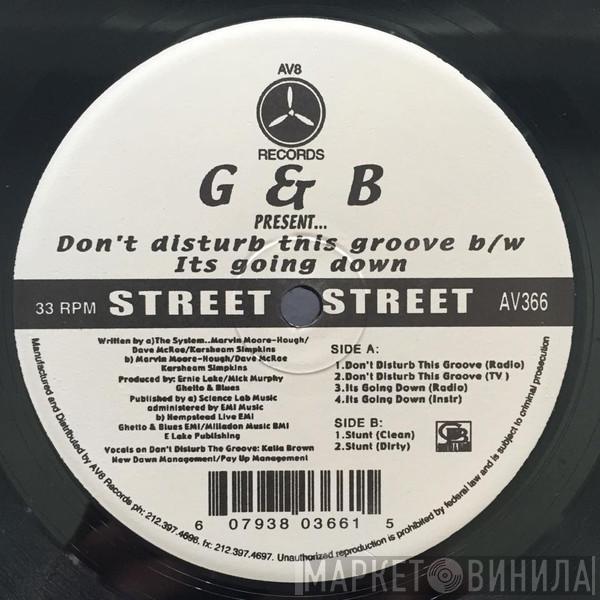 AV8
RECORDS
G & B
PRESENT...
Don't disturb this groove b/w
Its going down
33 RPM STREET STREET AV366
Written by a)The System..Marvin Moore-Hough/
Dave McRae/Karsheam Simpkins
b) Marvin Moore-Hough/Dave McRae
Karsheam Simpkins
Produced by: Ernie Lake/Mick Murphy
Ghetto & Blues
Published by a) Science Lab Music
administered by EMI Music
b) Hempstead Live EMI
Ghetto & Blues EMI/Milladon Music BMI
E Lake Publishing
Vocals on Don't Disturb The Groove: Kalia Brown
New Dawn Management/Pay Up Management
SIDE A:
1.Don't Disturb This Groove (Radio)
2.Don't Disturb This Groove (TV )
3.Its Going Down (Radio)
4.Its Going Down (Instr)
SIDE B:
1.Stunt (Clean)
2.Stunt (Dirty)
6 07938 03661 5
Manufactured and Distributed by AV8 Records ph: 212.397.4696. fx: 212.397.4697. Unauthorized reproduction is prohibited by federal law and is subject to criminal prosecution
МАРКЕТ ВИНИЛА